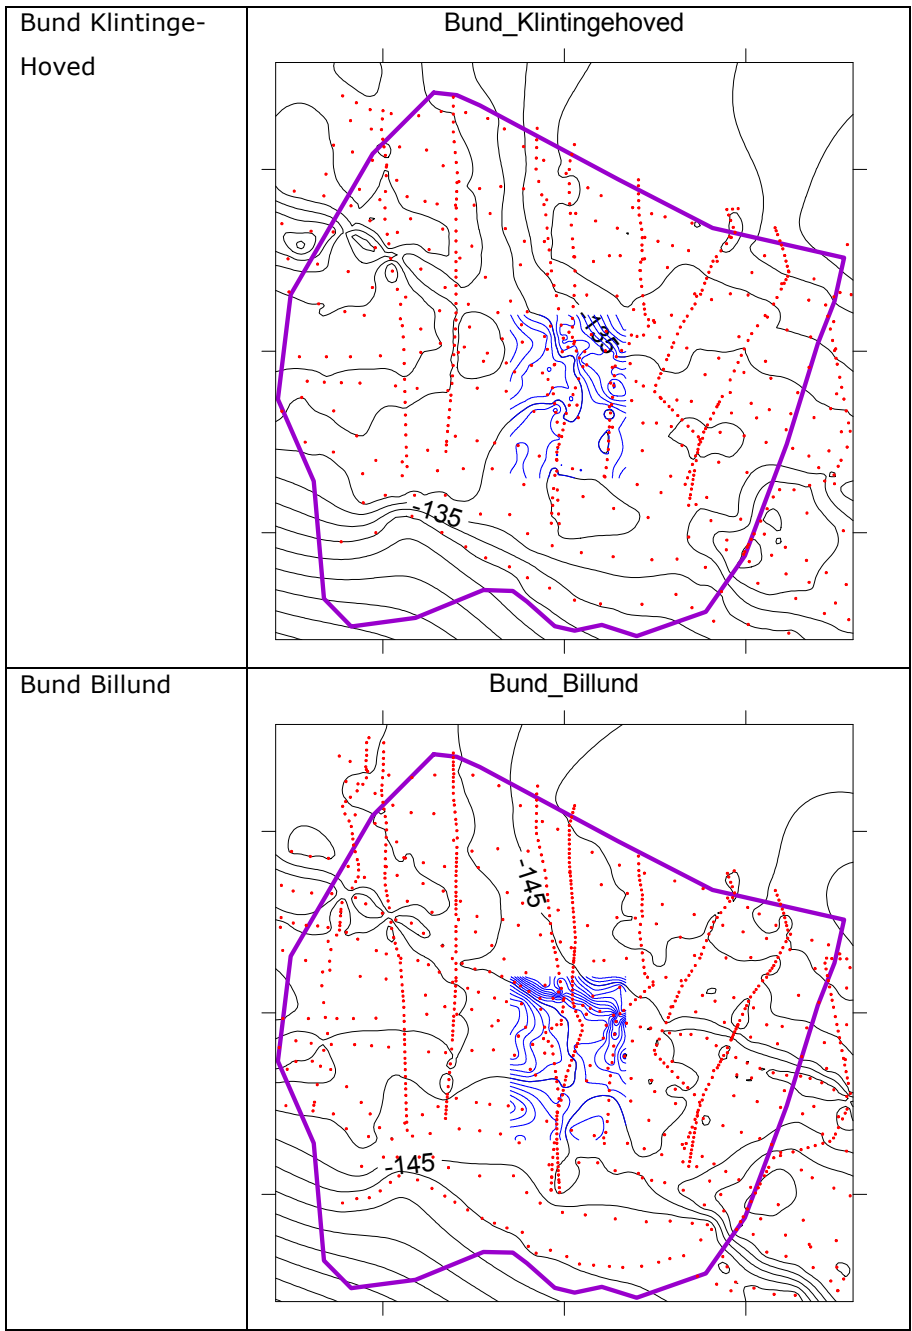 Bund Klintinge-
Hoved
Bund_Klintingehoved
-135
-135
Bund Billund
Bund_Billund
-145
-145